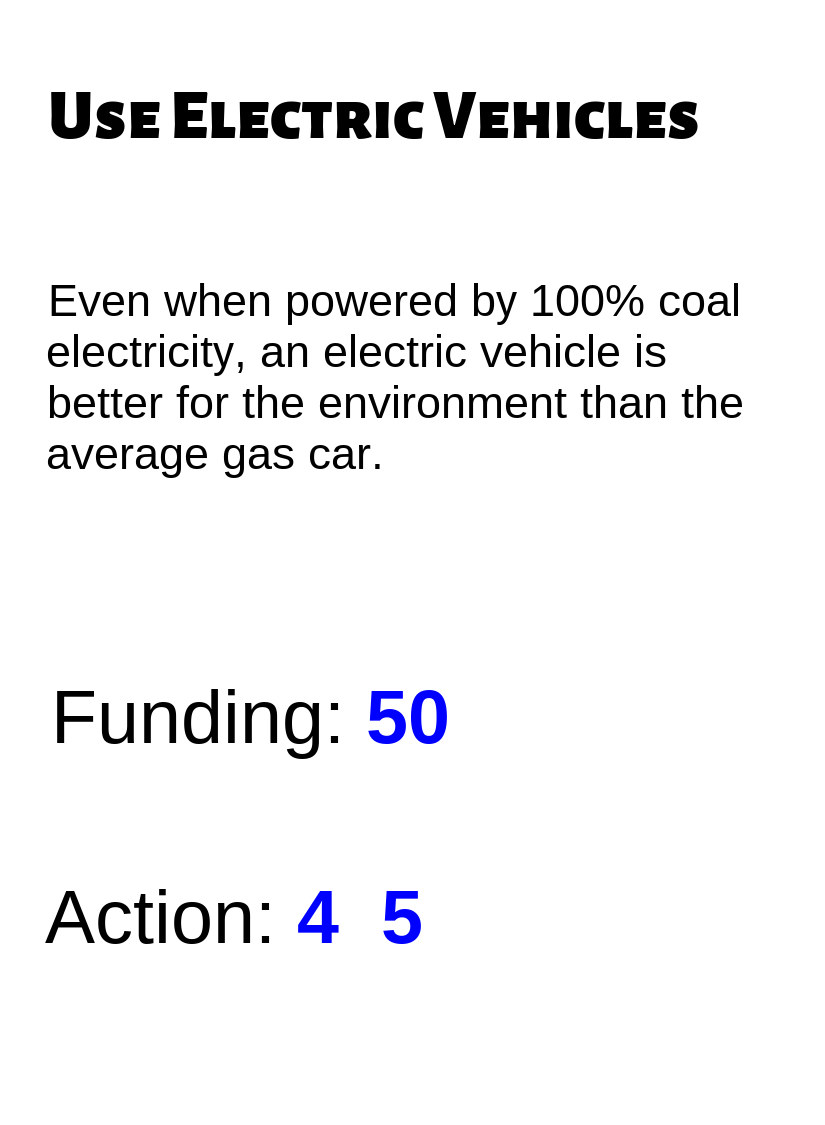 Use Electric Vehicles
Even when powered by 100% coal
electricity, an electric vehicle is
better for the environment than the
average gas car.
Funding: 50
Action: 4 5